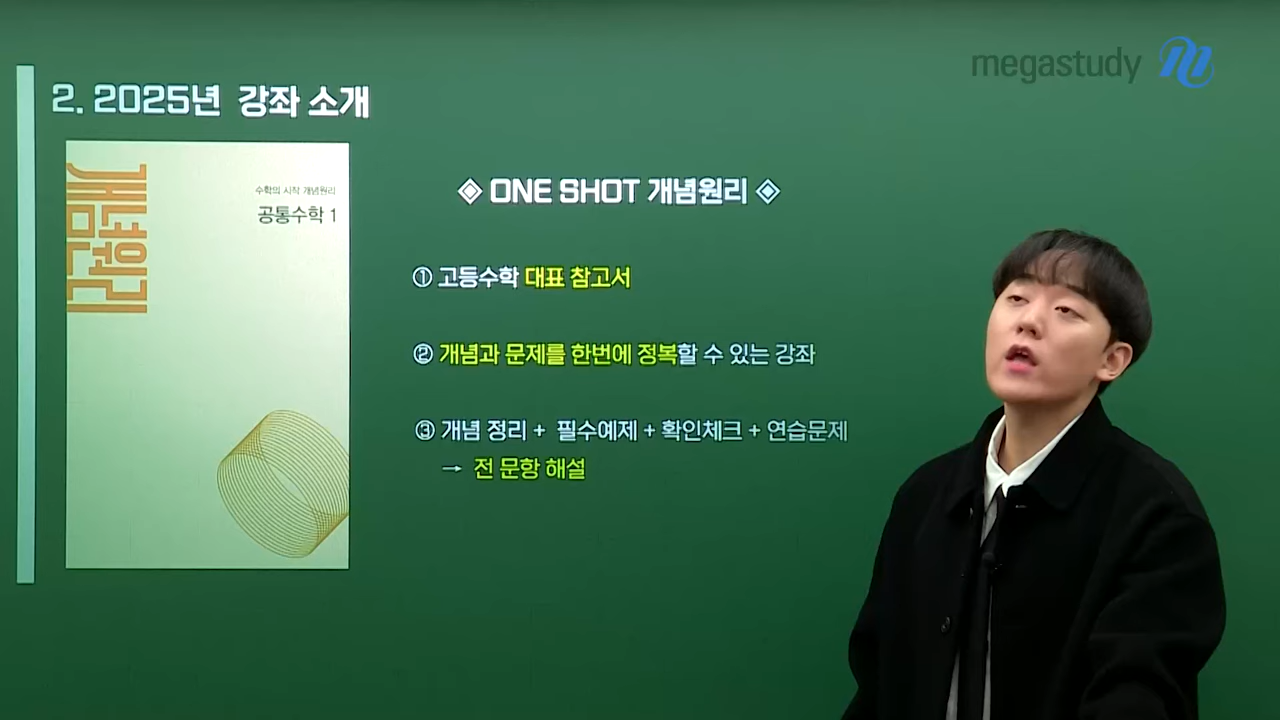 megastudy
2. 2025년 강좌 소개
개념원리
수학의 시작 개념원리
공통수학 1
◈ ONE SHOT 개념원리 ◈
① 고등수학 대표 참고서
② 개념과 문제를 한번에 정복할 수 있는 강좌
③ 개념 정리 + 필수예제 + 확인체크 + 연습문제
→ 전 문항 해설